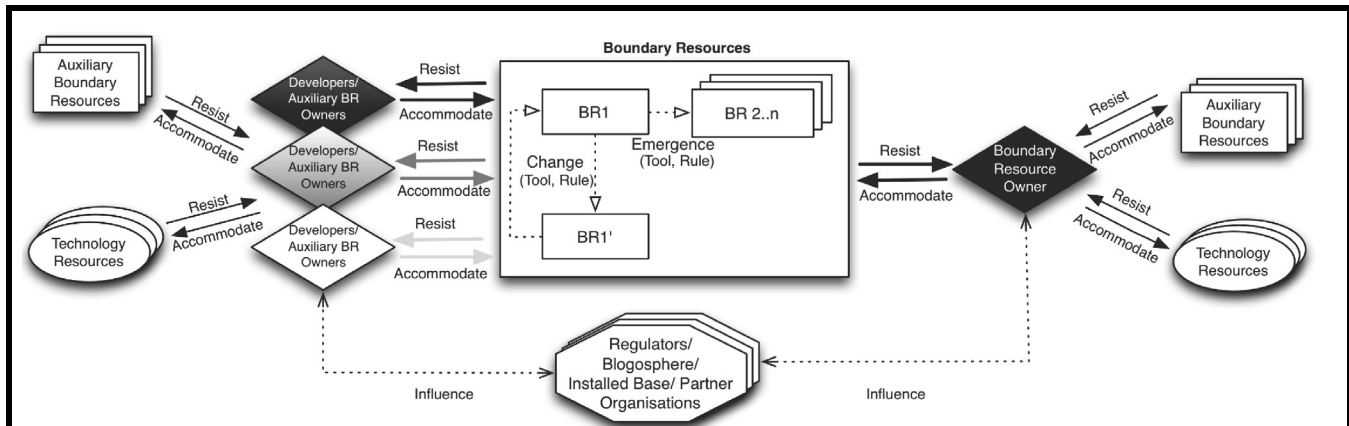 Boundary Resources
Auxiliary
Boundary
Resources
Resist
Accommodate
Technology
Resources
Resist
Accommodate
Developers/
Auxiliary BR
Owners
Developers/
Auxiliary BR
Owners
Developers/
Auxiliary BR
Owners
Resist
Accommodate
Resist
Accommodate
Resist
Accommodate
BR1
BR 2..n
Emergence
(Tool, Rule)
Change
(Tool, Rule)
BR1'
Resist
Accommodate
Boundary
Resource
Owner
Resist
Accommodate
Auxiliary
Boundary
Resources
Resist
Accommodate
Technology
Resources
Regulators/
Blogosphere/
Installed Base/ Partner
Organisations
Influence
Influence